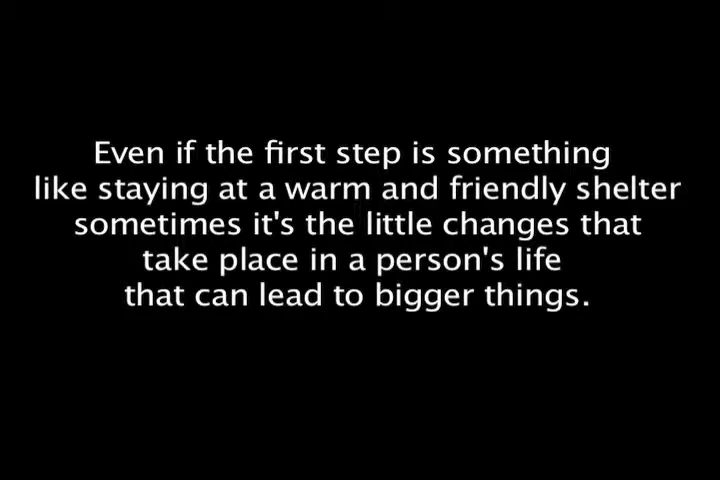 Even if the first step is something
like staying at a warm and friendly shelter
sometimes it's the little changes that
take place in a person's life
that can lead to bigger things.